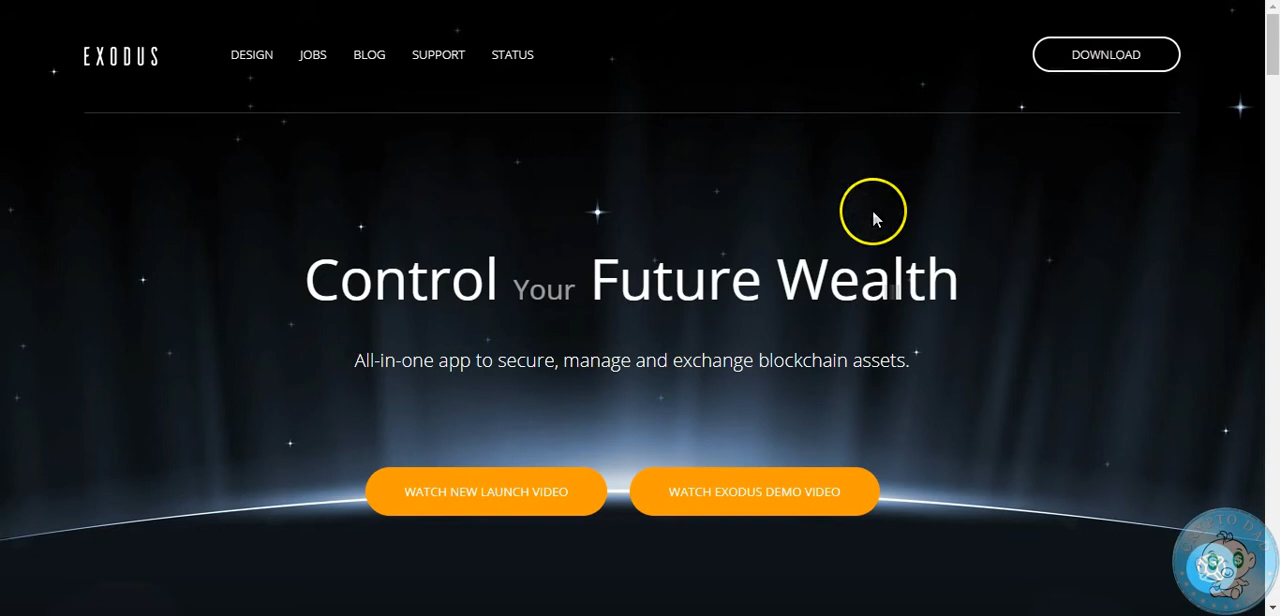 EXODUS
DESIGN JOBS BLOG SUPPORT STATUS
DOWNLOAD
Control Your Future Wealth
All-in-one app to secure, manage and exchange blockchain assets.
WATCH NEW LAUNCH VIDEO
WATCH EXODUS DEMO VIDEO